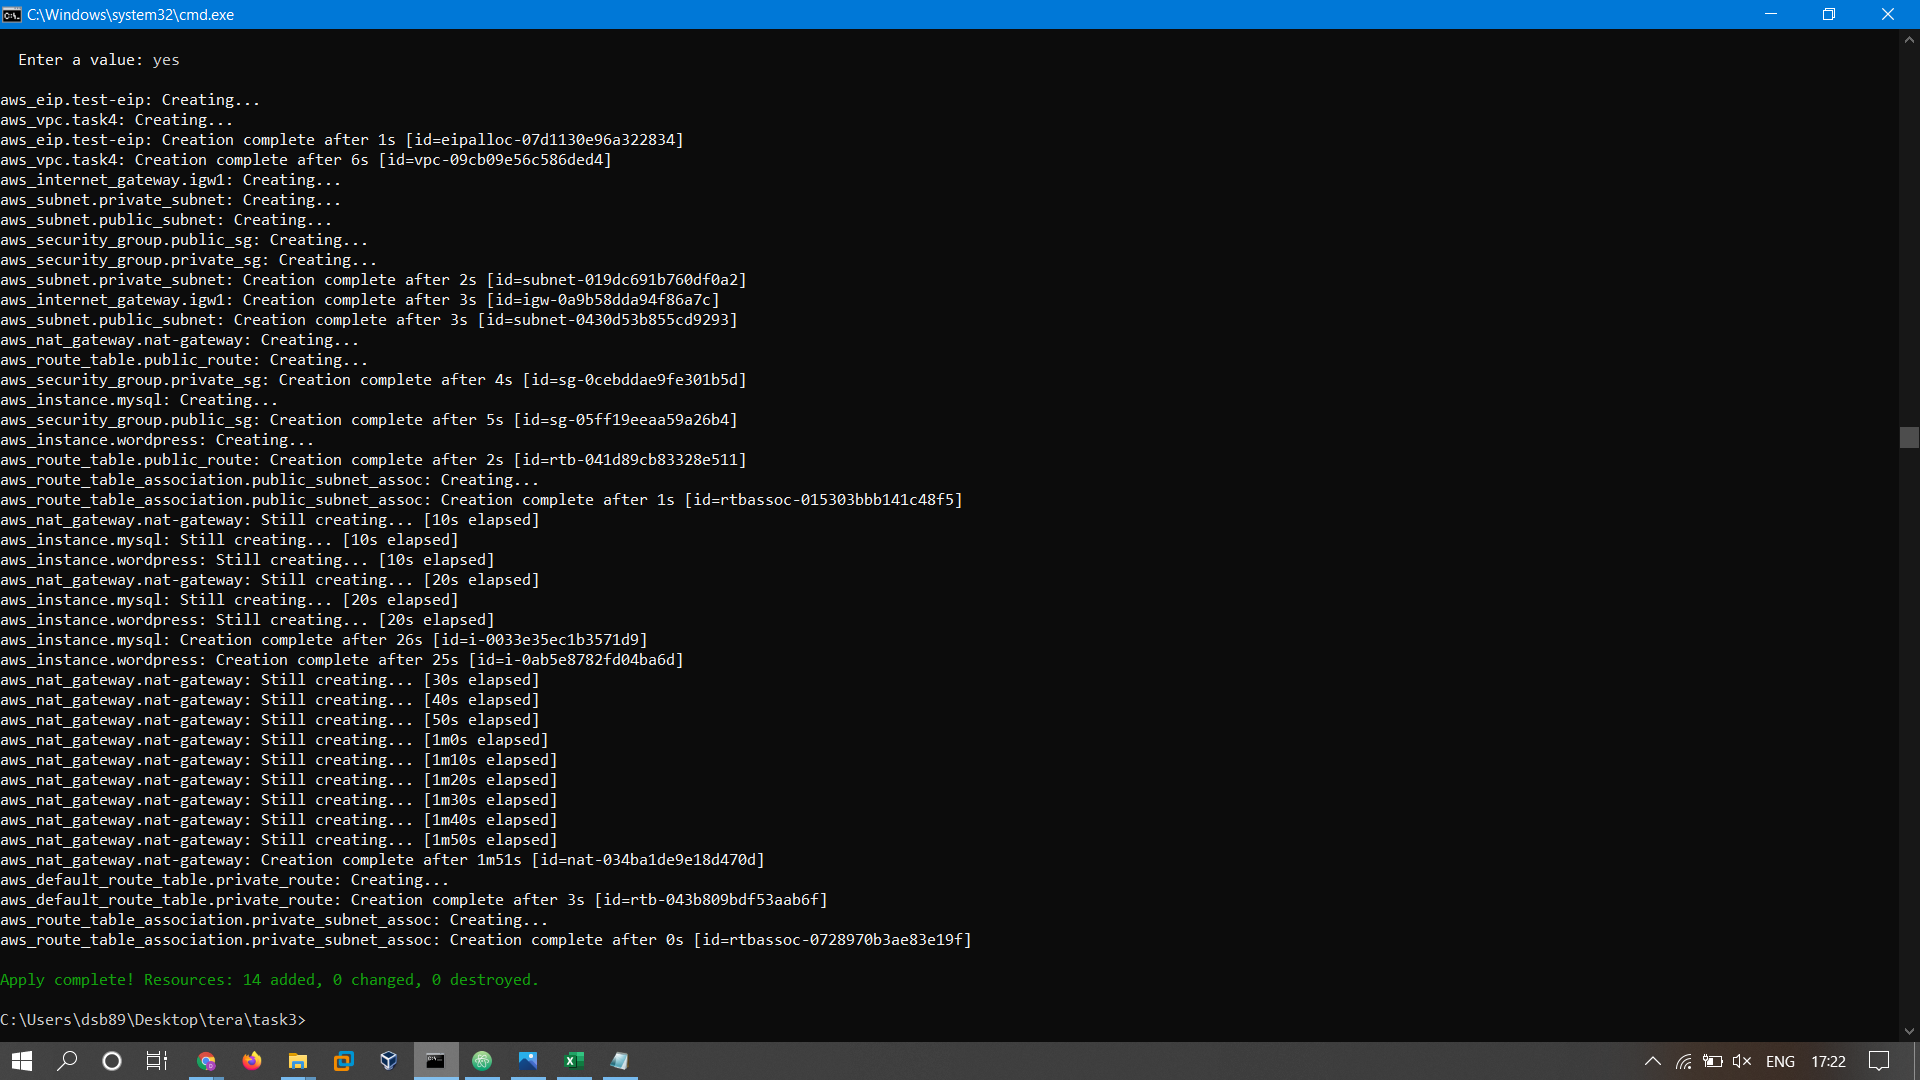 C:\Windows\system32\cmd.exe
Enter a value: yes
aws_eip.test-eip: Creating...
aws_vpc.task4: Creating...
aws_eip.test-eip: Creation complete after 1s [id=eipalloc-07d1130e96a322834]
aws_vpc.task4: Creation complete after 6s [id=vpc-09cb09e56c586ded4]
aws_internet_gateway.igw1: Creating...
aws_subnet.private_subnet: Creating...
aws_subnet.public_subnet: Creating...
aws_security_group.public_sg: Creating...
aws_security_group.private_sg: Creating...
aws_subnet.private_subnet: Creation complete after 2s [id=subnet-019dc691b760df0a2]
aws_internet_gateway.igw1: Creation complete after 3s [id=igw-0a9b58dda94f86a7c]
aws_subnet.public_subnet: Creation complete after 3s [id=subnet-0430d53b855cd9293]
aws_nat_gateway.nat-gateway: Creating...
aws_route_table.public_route: Creating...
aws_security_group.private_sg: Creation complete after 4s [id=sg-0cebddae9fe301b5d]
aws_instance.mysql: Creating...
aws_security_group.public_sg: Creation complete after 5s [id=sg-05ff19eeaa59a26b4]
aws_instance.wordpress: Creating...
aws_route_table.public_route: Creation complete after 2s [id=rtb-041d89cb83328e511]
aws_route_table_association.public_subnet_assoc: Creating...
aws_route_table_association.public_subnet_assoc: Creation complete after 1s [id=rtbassoc-015303bbb141c48f5]
aws_nat_gateway.nat-gateway: Still creating... [10s elapsed]
aws_instance.mysql: Still creating... [10s elapsed]
aws_instance.wordpress: Still creating... [10s elapsed]
aws_nat_gateway.nat-gateway: Still creating... [20s elapsed]
aws_instance.mysql: Still creating... [20s elapsed]
aws_instance.wordpress: Still creating... [20s elapsed]
aws_instance.mysql: Creation complete after 26s [id=i-0033e35ec1b3571d9]
aws_instance.wordpress: Creation complete after 25s [id=i-0ab5e8782fd04ba6d]
aws_nat_gateway.nat-gateway: Still creating... [30s elapsed]
aws_nat_gateway.nat-gateway: Still creating... [40s elapsed]
aws_nat_gateway.nat-gateway: Still creating... [50s elapsed]
aws_nat_gateway.nat-gateway: Still creating... [1m0s elapsed]
aws_nat_gateway.nat-gateway: Still creating... [1m10s elapsed]
aws_nat_gateway.nat-gateway: Still creating... [1m20s elapsed]
aws_nat_gateway.nat-gateway: Still creating... [1m30s elapsed]
aws_nat_gateway.nat-gateway: Still creating... [1m40s elapsed]
aws_nat_gateway.nat-gateway: Still creating... [1m50s elapsed]
aws_nat_gateway.nat-gateway: Creation complete after 1m51s [id=nat-034ba1de9e18d470d]
aws_default_route_table.private_route: Creating...
aws_default_route_table.private_route: Creation complete after 3s [id=rtb-043b809bdf53aab6f]
aws_route_table_association.private_subnet_assoc: Creating...
aws_route_table_association.private_subnet_assoc: Creation complete after 0s [id=rtbassoc-0728970b3ae83e19f]
Apply complete! Resources: 14 added, 0 changed, 0 destroyed.
C:\Users\dsb89\Desktop\tera\task3>
ENG 17:22